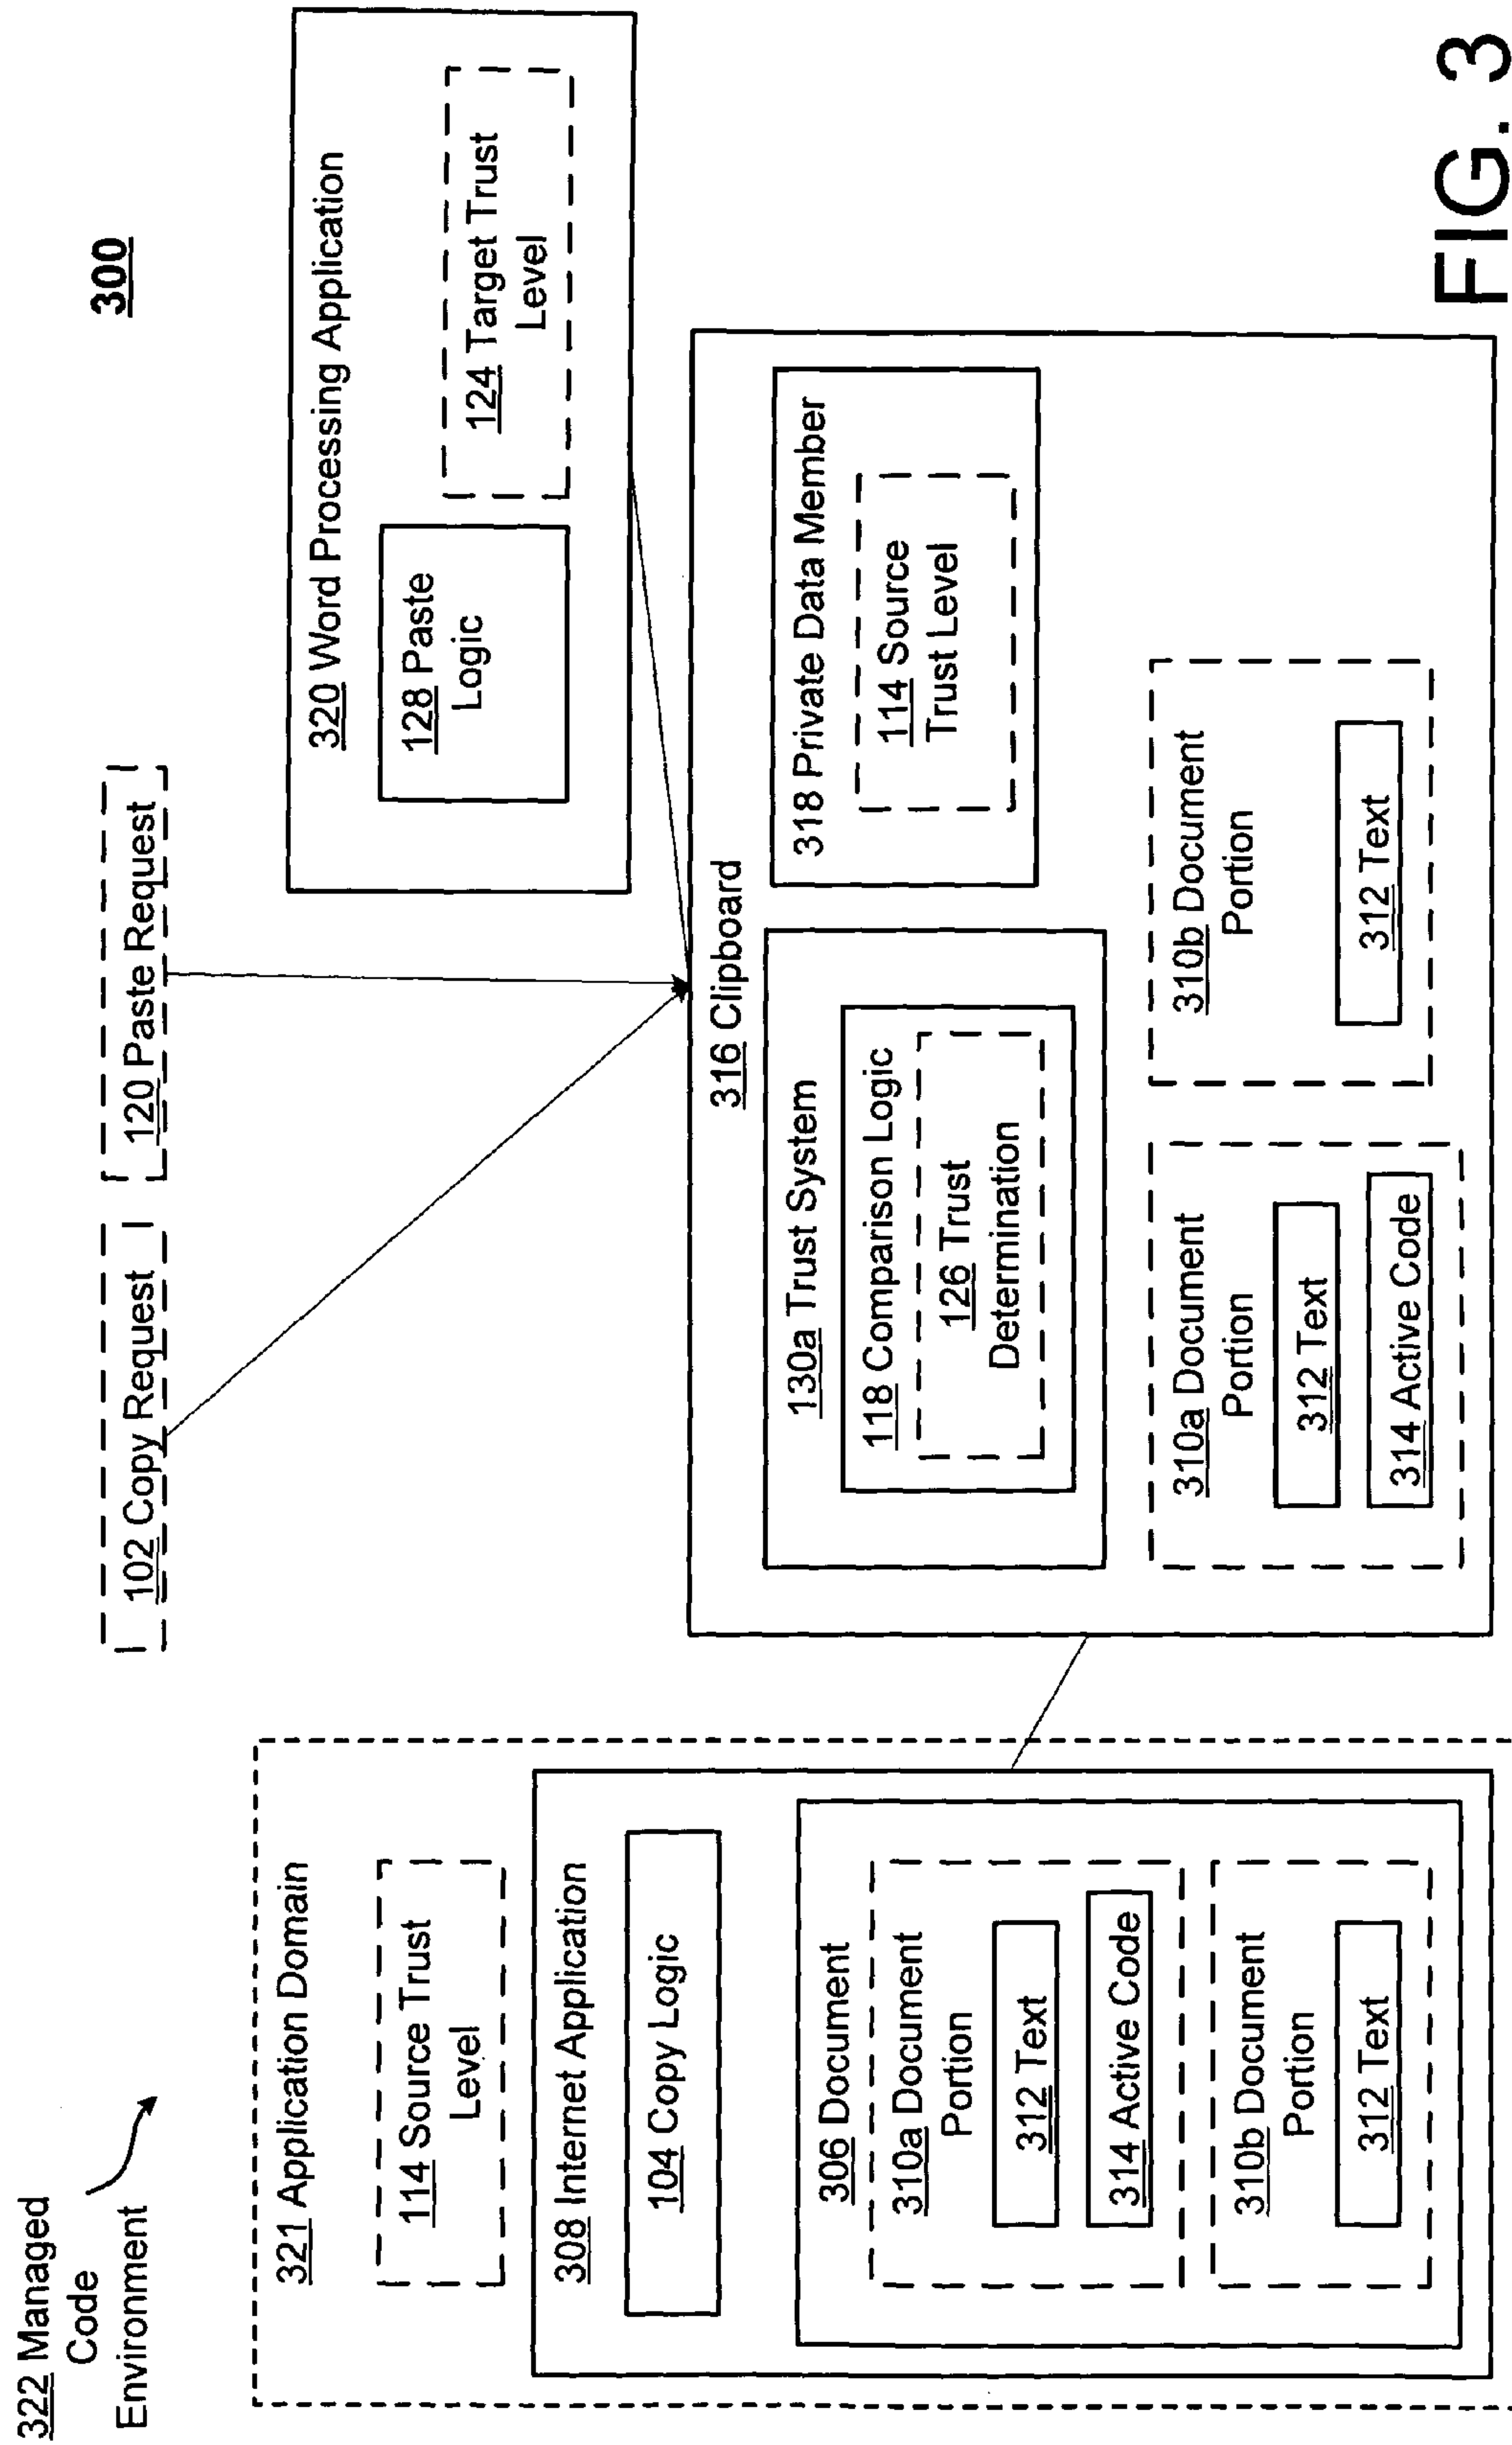 322 Managed
Code
Environment
300
102 Copy Request
120 Paste Request
321 Application Domain
114 Source Trust
Level
308 Internet Application
104 Copy Logic
306 Document
310a Document
Portion
312 Text
314 Active Code
310b Document
Portion
312 Text
320 Word Processing Application
128 Paste
Logic
124 Target Trust
Level
316 Clipboard
130a Trust System
118 Comparison Logic
126 Trust
Determination
318 Private Data Member
114 Source
Trust Level
310a Document
Portion
312 Text
314 Active Code
310b Document
Portion
312 Text
FIG. 3